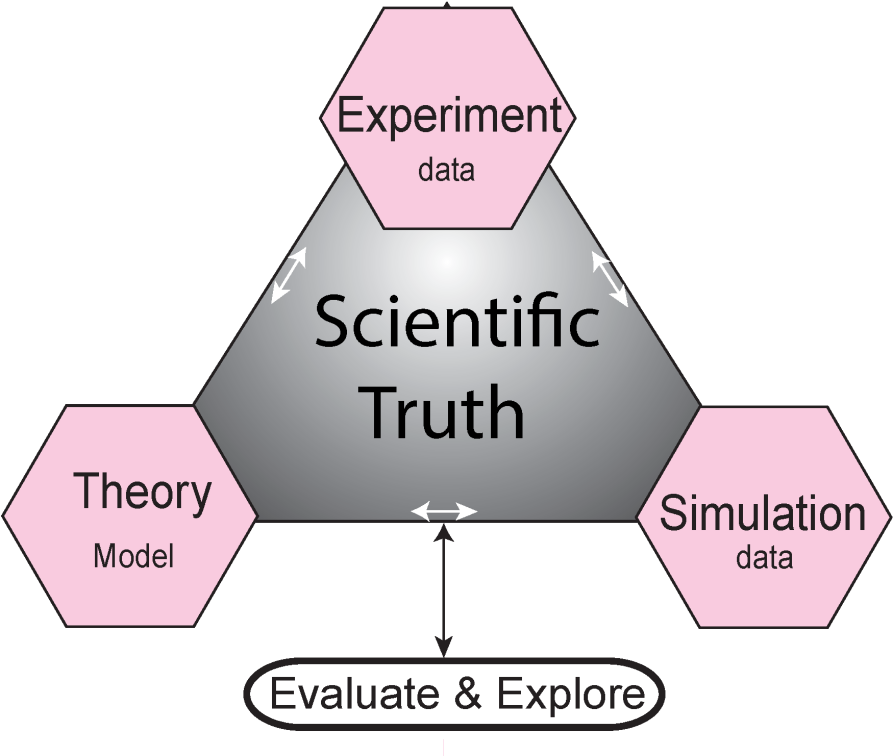 Experiment
data
Scientific
Truth
Theory
Model
Simulation
data
Evaluate & Explore